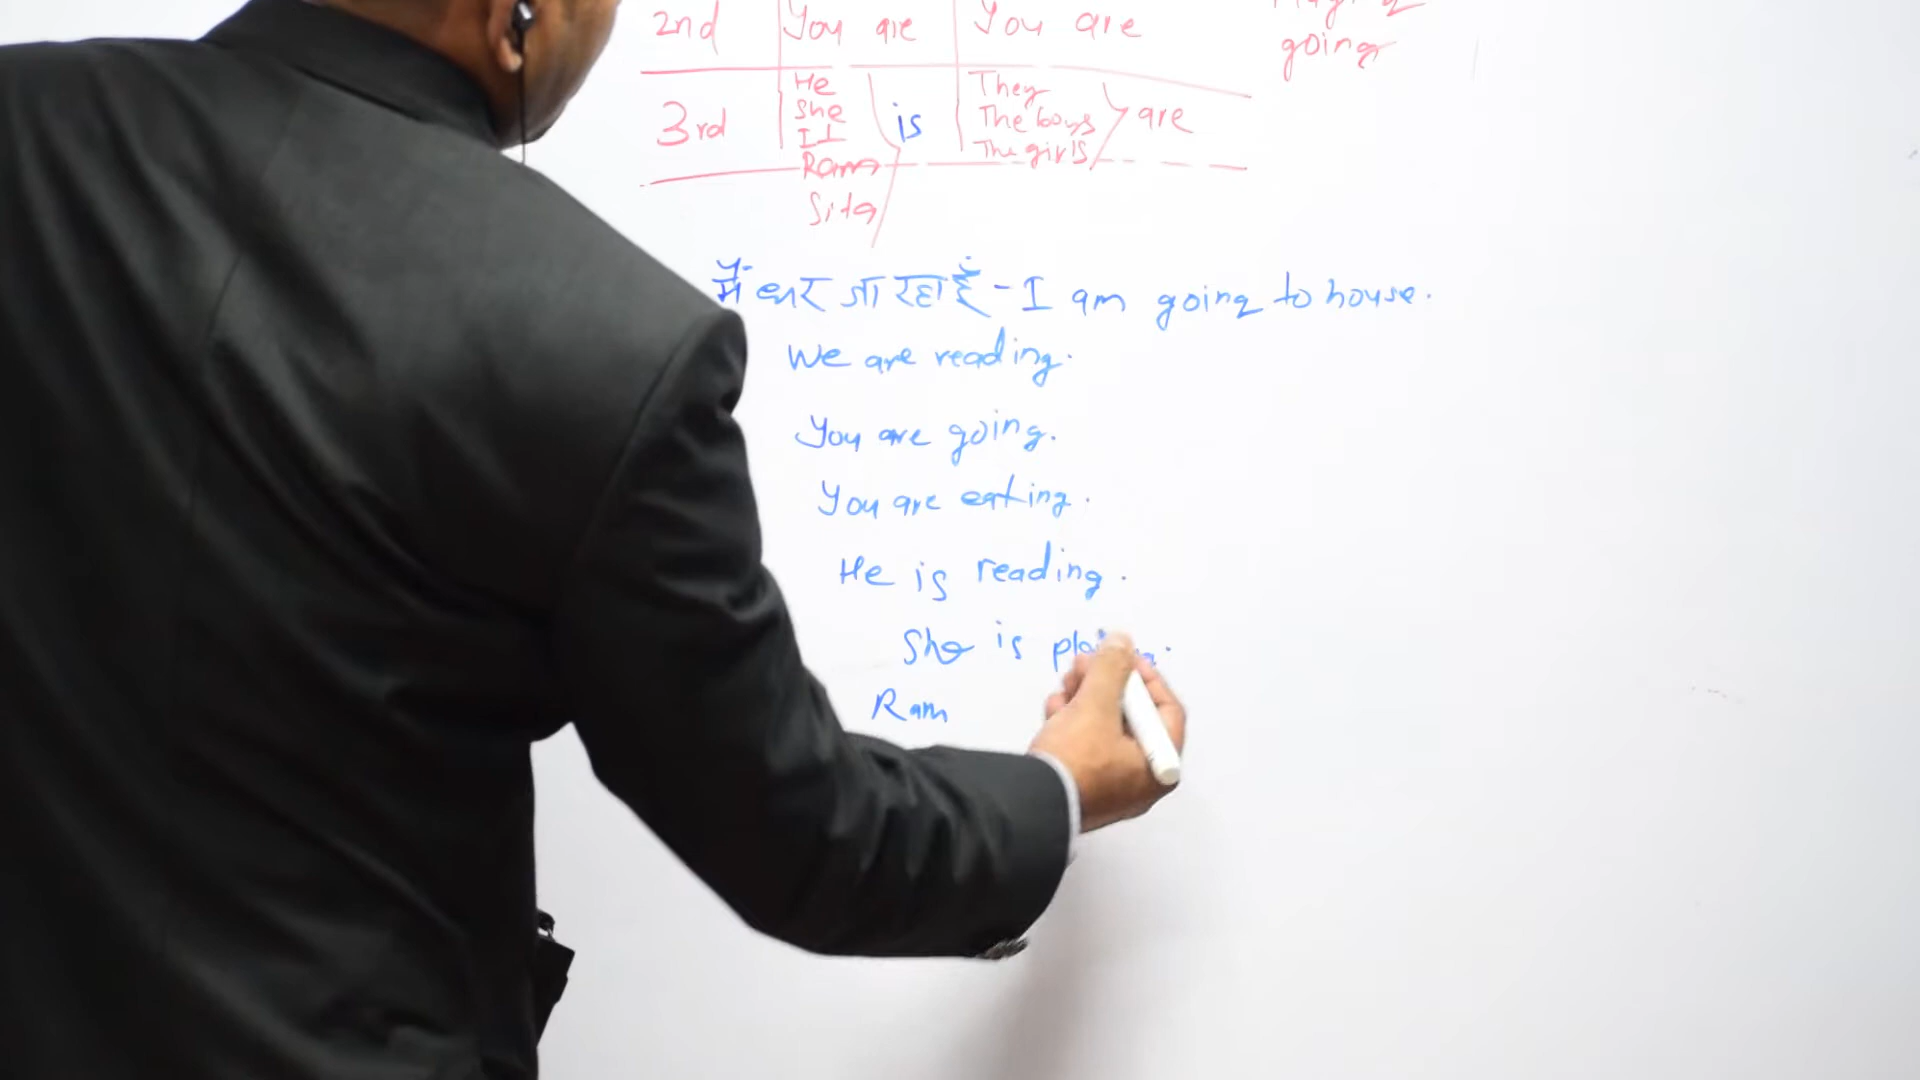 2nd You are You are
going
3rd He is They are
She The boys
It The girls
Ram
Sita
मैं घर जा रहा हूँ - I am going to house.
We are reading.
You are going.
You are eating.
He is reading.
She is
Ram